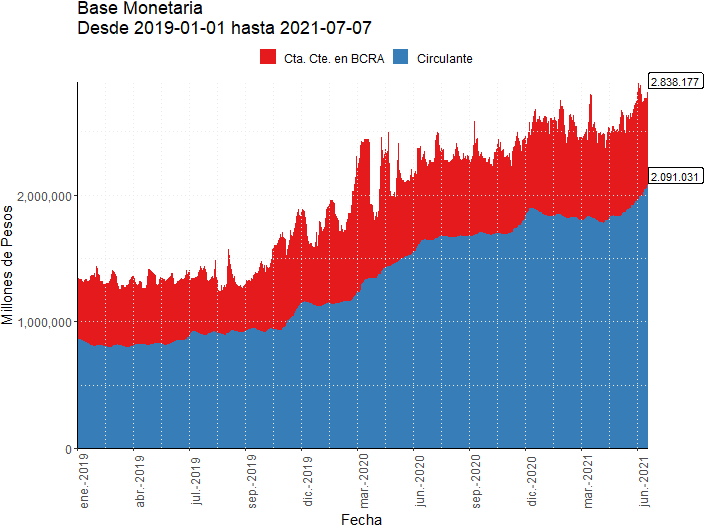 Base Monetaria
Desde 2019-01-01 hasta 2021-07-07
Cta. Cte. en BCRA
Circulante
2.838.177
2.091.031
Millones de Pesos
2,000,000
1,000,000
0
ene.-2019
abr.-2019
jul.-2019
sep.-2019
dic.-2019
mar.-2020
jun.-2020
sep.-2020
dic.-2020
mar.-2021
jun.-2021
Fecha